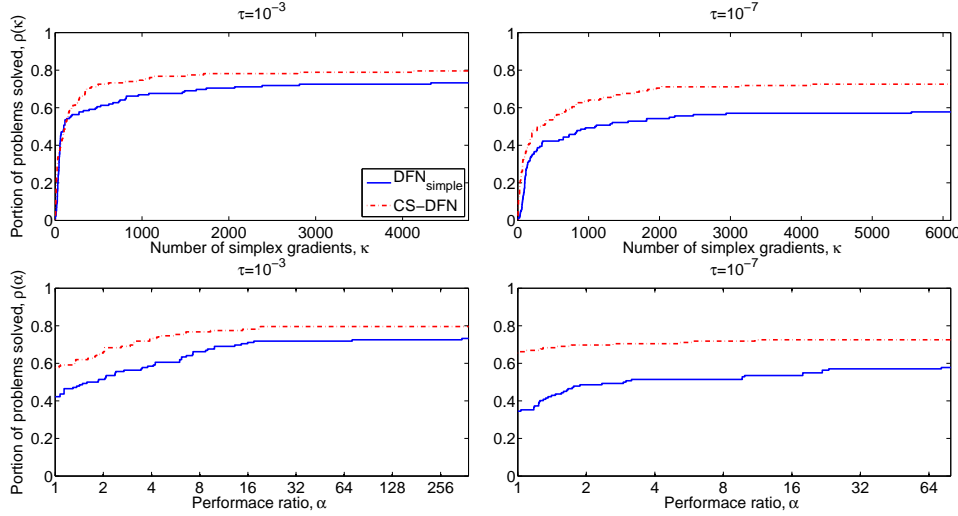 τ=10−3
τ=10−7
Portion of problems solved, ρ(κ)
1
0.8
0.6
0.4
0.2
0
0 1000 2000 3000 4000
Number of simplex gradients, κ
DFNsimple
CS−DFN
1
0.8
0.6
0.4
0.2
0
0 1000 2000 3000 4000 5000 6000
Number of simplex gradients, κ
τ=10−3
τ=10−7
Portion of problems solved, ρ(α)
1
0.8
0.6
0.4
0.2
0
1 2 4 8 16 32 64 128 256
Performace ratio, α
1
0.8
0.6
0.4
0.2
0
1 2 4 8 16 32 64
Performace ratio, α